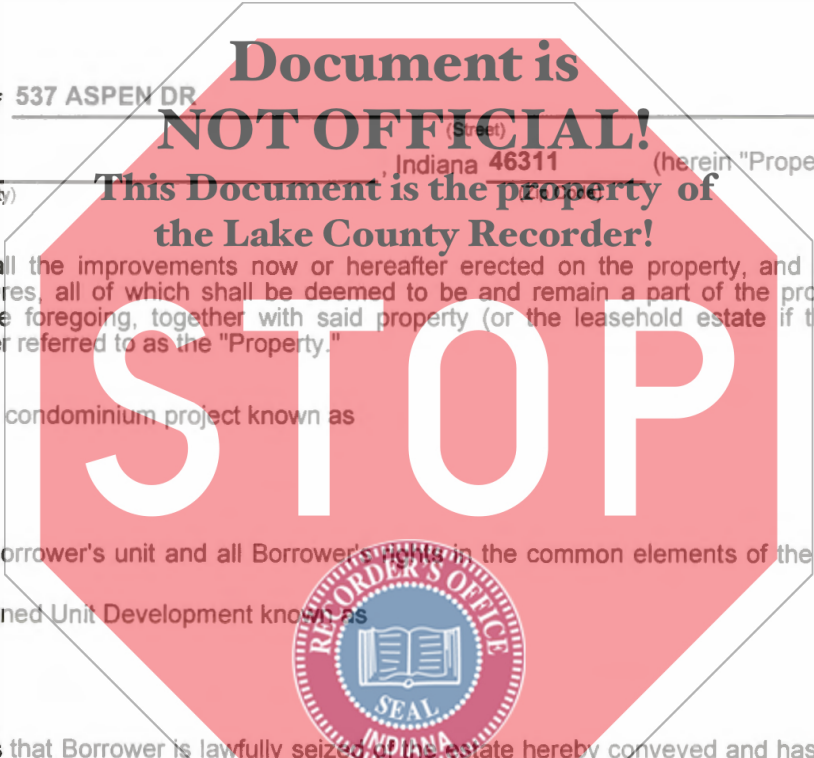 Document is
537 ASPEN DR
NOT OFFICIAL!
(Street)
, Indiana 46311 (herein "Prope
This Document is the property of
y) (Zip Code)
the Lake County Recorder!
ll the improvements now or hereafter erected on the property, and
res, all of which shall be deemed to be and remain a part of the pro
e foregoing, together with said property (or the leasehold estate if t
r referred to as the "Property."
STOP
condominium project known as
orrower's unit and all Borrower's rights in the common elements of the
ned Unit Development known as
RECORDER'S OFFICE
SEAL
INDIANA
s that Borrower is lawfully seized of the estate hereby conveyed and has